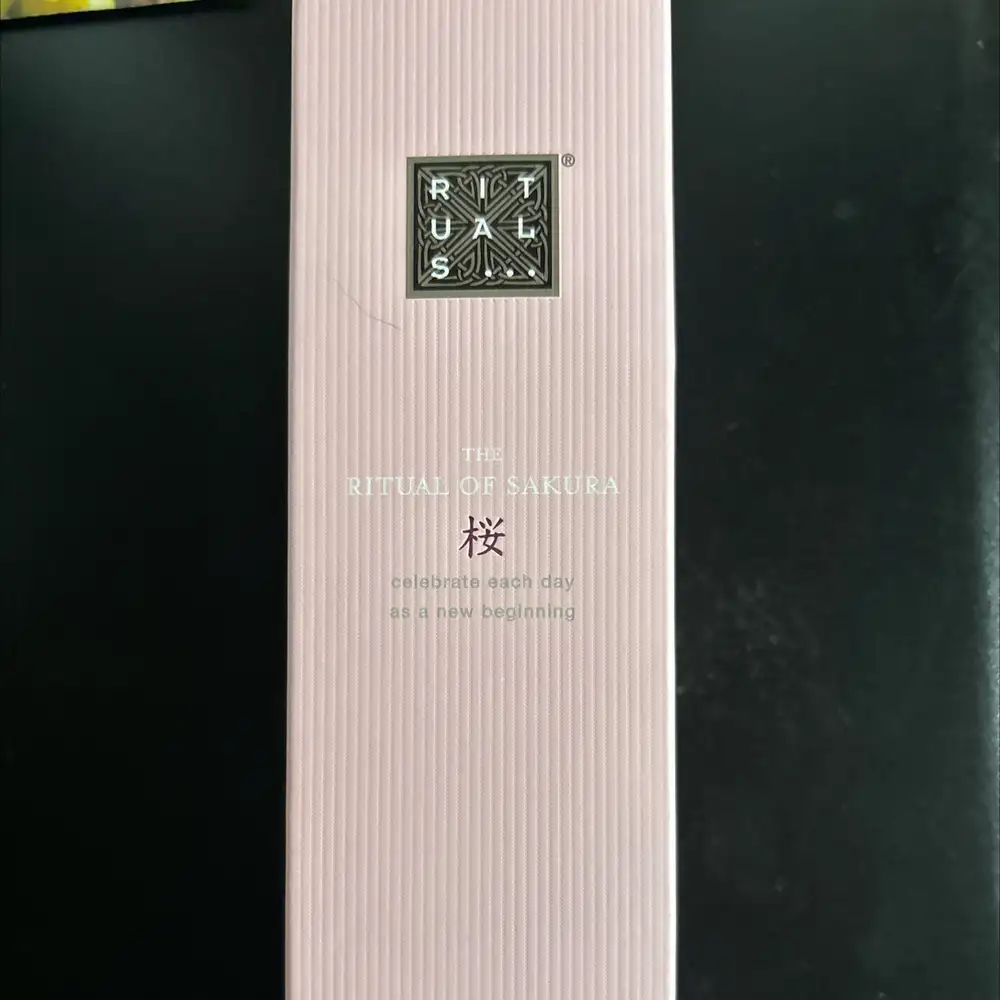 RIT
UAL
S...
®
THE
RITUAL OF SAKURA
桜
celebrate each day
as a new beginning